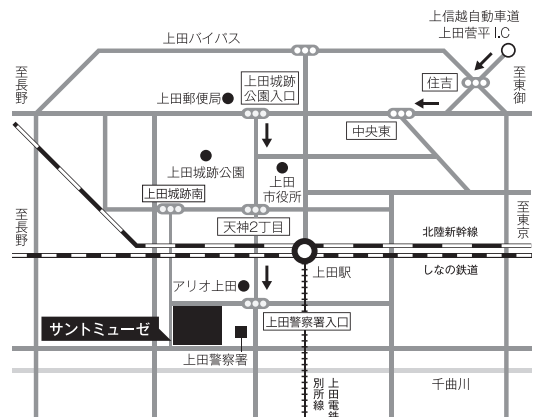 上信越自動車道
上田菅平 I.C
上田バイパス
至長野
上田城跡
公園入口
住吉
至東御
上田郵便局
中央東
上田城跡公園
上田
市役所
上田城跡南
天神2丁目
至長野
至東京
北陸新幹線
しなの鉄道
上田駅
アリオ上田
サントミューゼ
上田警察署入口
上田警察署
千曲川
上田電鉄
別所線